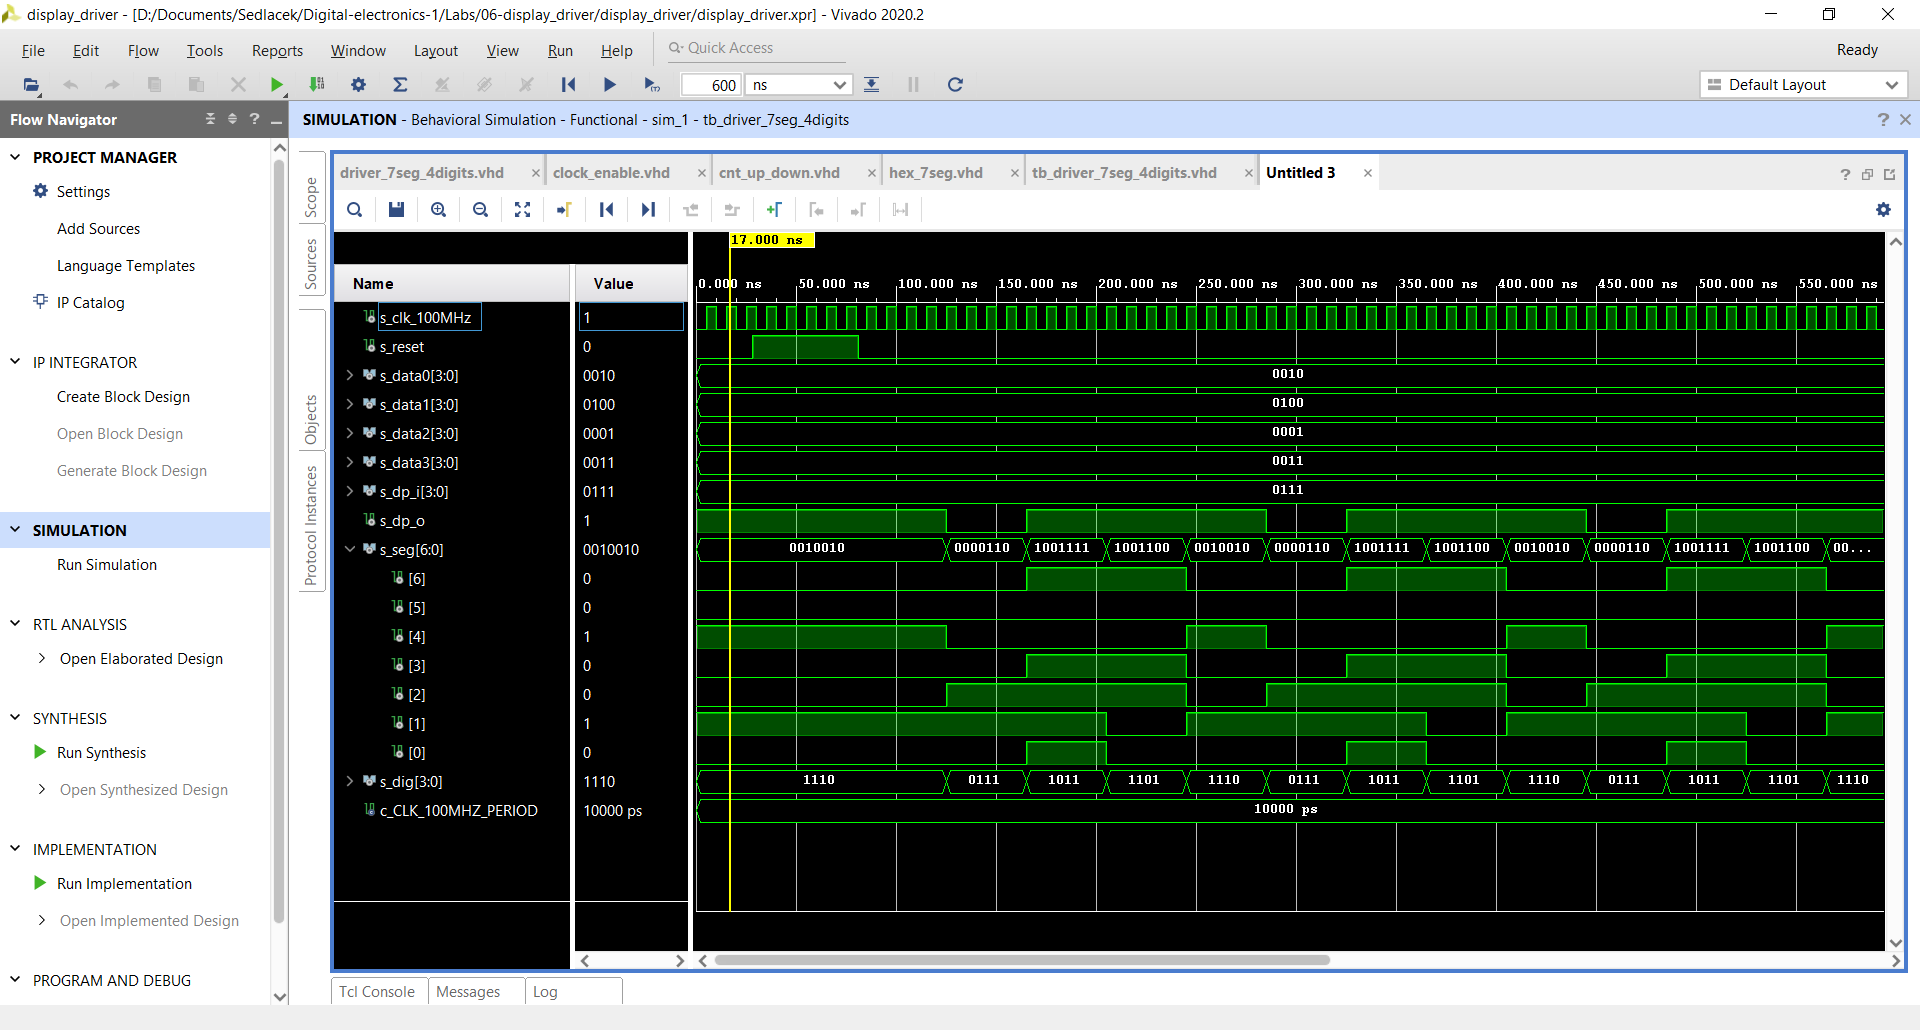 display_driver - [D:/Documents/Sedlacek/Digital-electronics-1/Labs/06-display_driver/display_driver/display_driver.xpr] - Vivado 2020.2
File Edit Flow Tools Reports Window Layout View Run Help Quick Access Ready
600 ns Default Layout
Flow Navigator
SIMULATION - Behavioral Simulation - Functional - sim_1 - tb_driver_7seg_4digits
PROJECT MANAGER
Settings
Add Sources
Language Templates
IP Catalog
IP INTEGRATOR
Create Block Design
Open Block Design
Generate Block Design
SIMULATION
Run Simulation
RTL ANALYSIS
Open Elaborated Design
SYNTHESIS
Run Synthesis
Open Synthesized Design
IMPLEMENTATION
Run Implementation
Open Implemented Design
PROGRAM AND DEBUG
Scope
Sources
Objects
Protocol Instances
driver_7seg_4digits.vhd clock_enable.vhd cnt_up_down.vhd hex_7seg.vhd tb_driver_7seg_4digits.vhd Untitled 3
17.000 ns
Name Value
0.000 ns 50.000 ns 100.000 ns 150.000 ns 200.000 ns 250.000 ns 300.000 ns 350.000 ns 400.000 ns 450.000 ns 500.000 ns 550.000 ns
s_clk_100MHz 1
s_reset 0
s_data0[3:0] 0010 0010
s_data1[3:0] 0100 0100
s_data2[3:0] 0001 0001
s_data3[3:0] 0011 0011
s_dp_i[3:0] 0111 0111
s_dp_o 1
s_seg[6:0] 0010010 0010010 0000110 1001111 1001100 0010010 0000110 1001111 1001100 0010010 0000110 1001111 1001100 00...
[6] 0
[5] 0
[4] 1
[3] 0
[2] 0
[1] 1
[0] 0
s_dig[3:0] 1110 1110 0111 1011 1101 1110 0111 1011 1101 1110 0111 1011 1101 1110
c_CLK_100MHZ_PERIOD 10000 ps 10000 ps
Tcl Console Messages Log